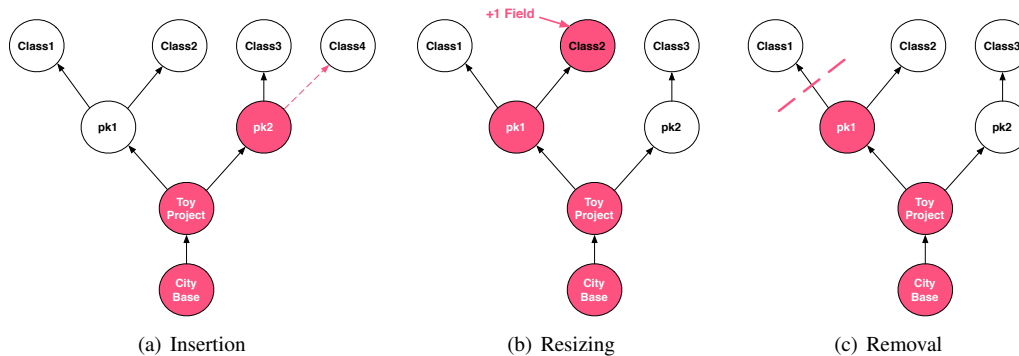 Class1
Class2
Class3
Class4
pk1
pk2
Toy
Project
City
Base
(a) Insertion
+1 Field
Class1
Class2
Class3
pk1
pk2
Toy
Project
City
Base
(b) Resizing
Class1
Class2
Class3
pk1
pk2
Toy
Project
City
Base
(c) Removal